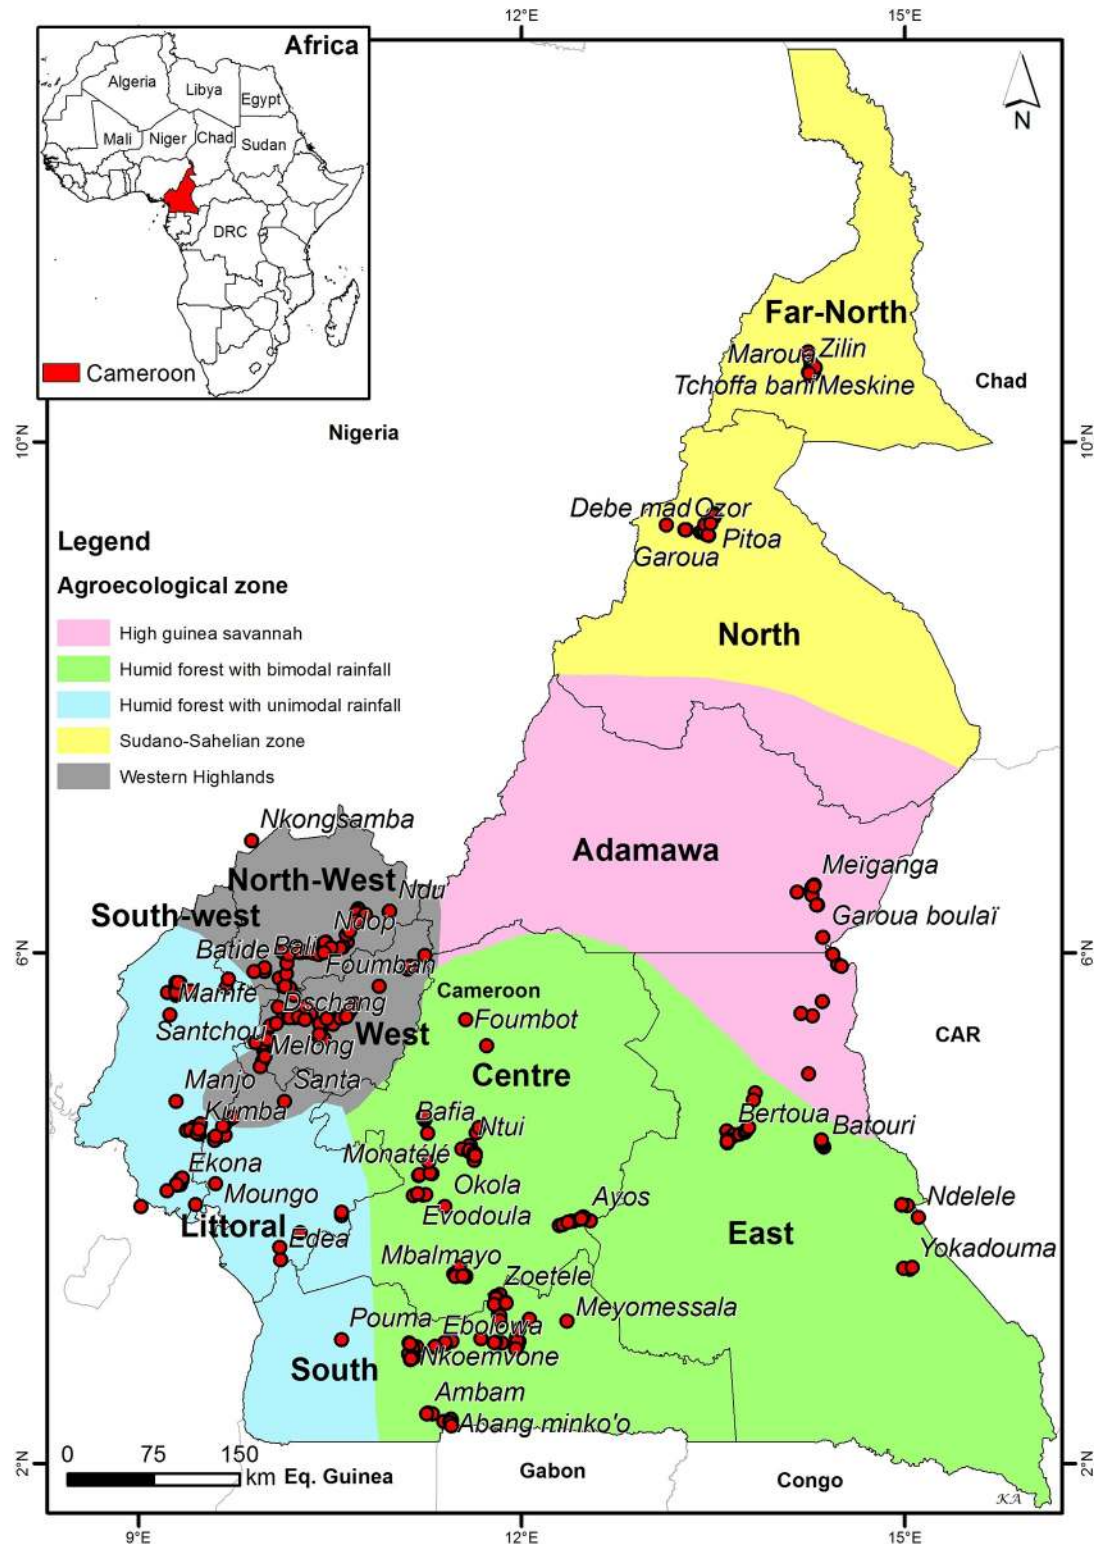 12°E
15°E
Africa
Algeria
Libya
Egypt
Mali
Niger
Chad
Sudan
DRC
Cameroon
N
Far-North
Maroua
Zilin
Tchoffa bani
Meskine
Chad
Nigeria
10°N
10°N
Debe mad
Ozor
Pitoa
Garoua
North
Legend
Agroecological zone
High guinea savannah
Humid forest with bimodal rainfall
Humid forest with unimodal rainfall
Sudano-Sahelian zone
Western Highlands
Nkongsamba
Adamawa
Meïganga
North-West
Ndu
South-west
Garoua boulaï
Ndop
Batide
Bali
6°N
6°N
Foumban
Cameroon
Mamfe
Dschang
Foumbot
Santchou
West
CAR
Melong
Centre
Manjo
Santa
Kumba
Bafia
Ntui
Bertoua
Batouri
Monatélé
Ekona
Okola
Moungo
Evodoula
Ayos
Ndelele
Littoral
Edea
East
Yokadouma
Mbalmayo
Zoetele
Meyomessala
Pouma
Ebolowa
Nkoemvone
South
Ambam
Abang minko'o
0 75 150
km
Eq. Guinea
Gabon
Congo
2°N
2°N
KA
9°E
12°E
15°E